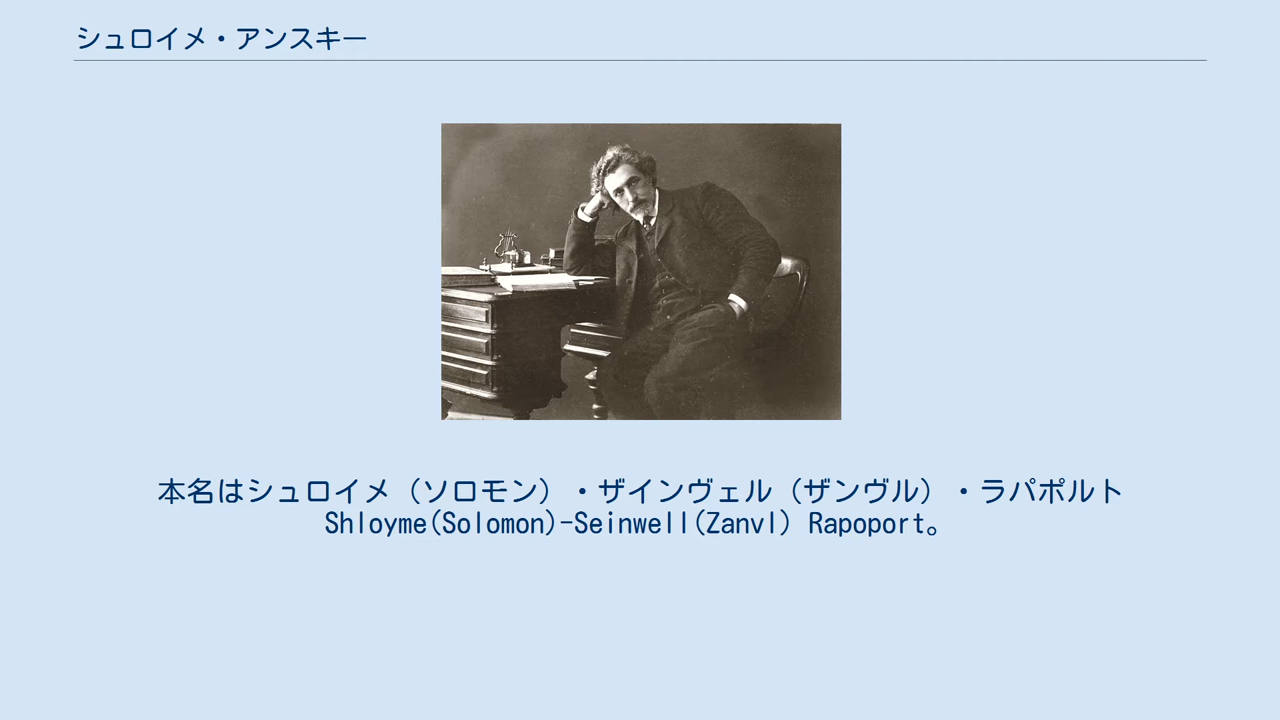 シュロイメ・アンスキー
本名はシュロイメ（ソロモン）・ザインヴェル（ザンヴル）・ラパポルト
Shloyme(Solomon)-Seinwell(Zanvl) Rapoport。